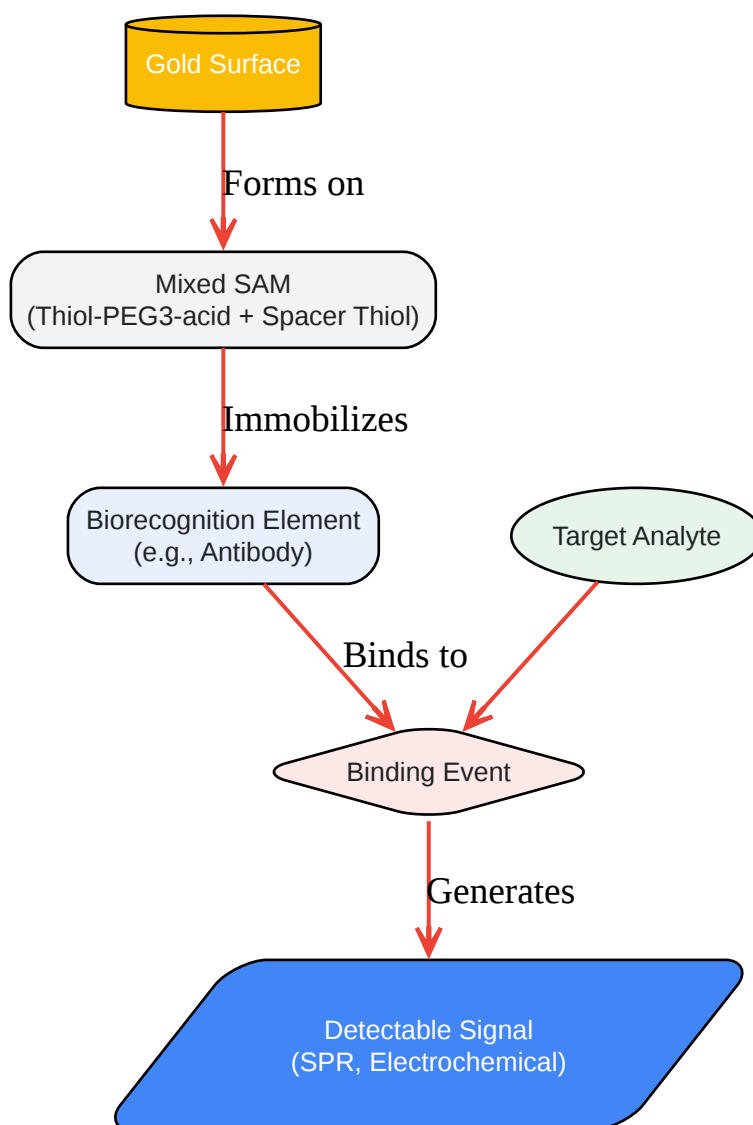 Gold Surface
Forms on
Mixed SAM
(Thiol-PEG3-acid + Spacer Thiol)
Immobilizes
Biorecognition Element
(e.g., Antibody)
Target Analyte
Binds to
Binding Event
Generates
Detectable Signal
(SPR, Electrochemical)